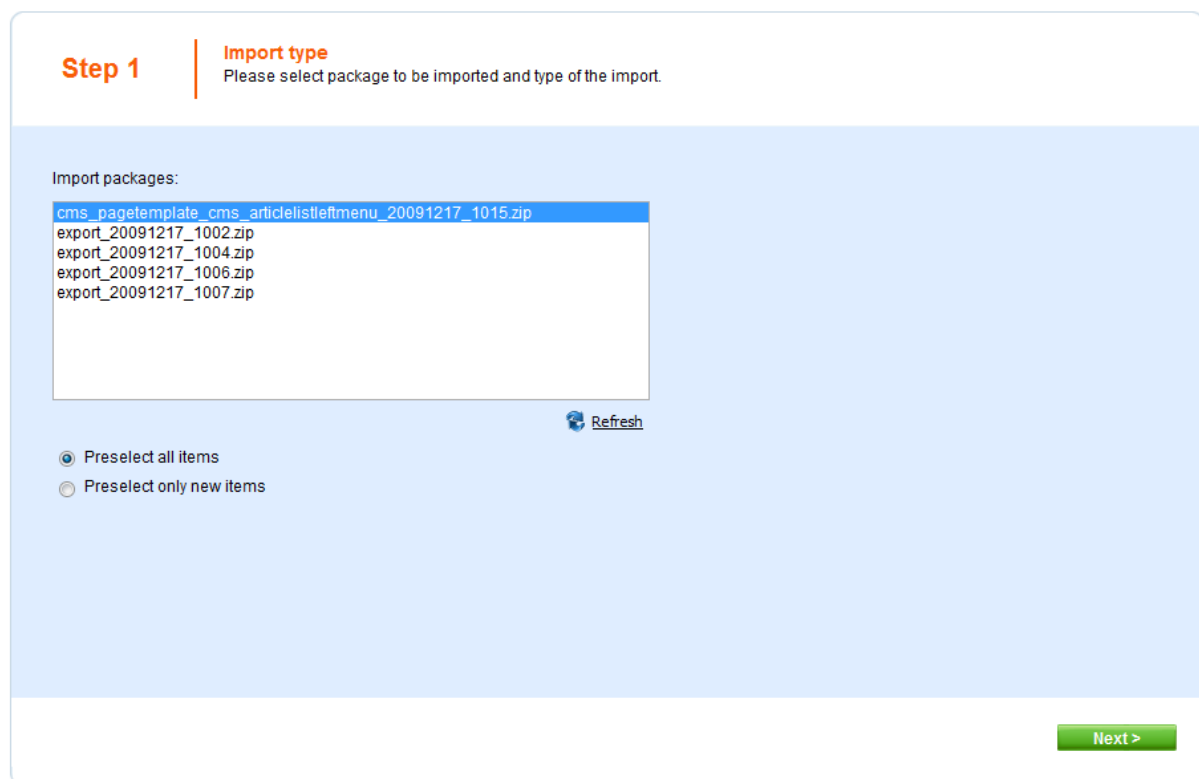 Step 1
Import type
Please select package to be imported and type of the import.
Import packages:
cms_pagetemplate_cms_articlelistleftmenu_20091217_1015.zip
export_20091217_1002.zip
export_20091217_1004.zip
export_20091217_1006.zip
export_20091217_1007.zip
Refresh
Preselect all items
Preselect only new items
Next >